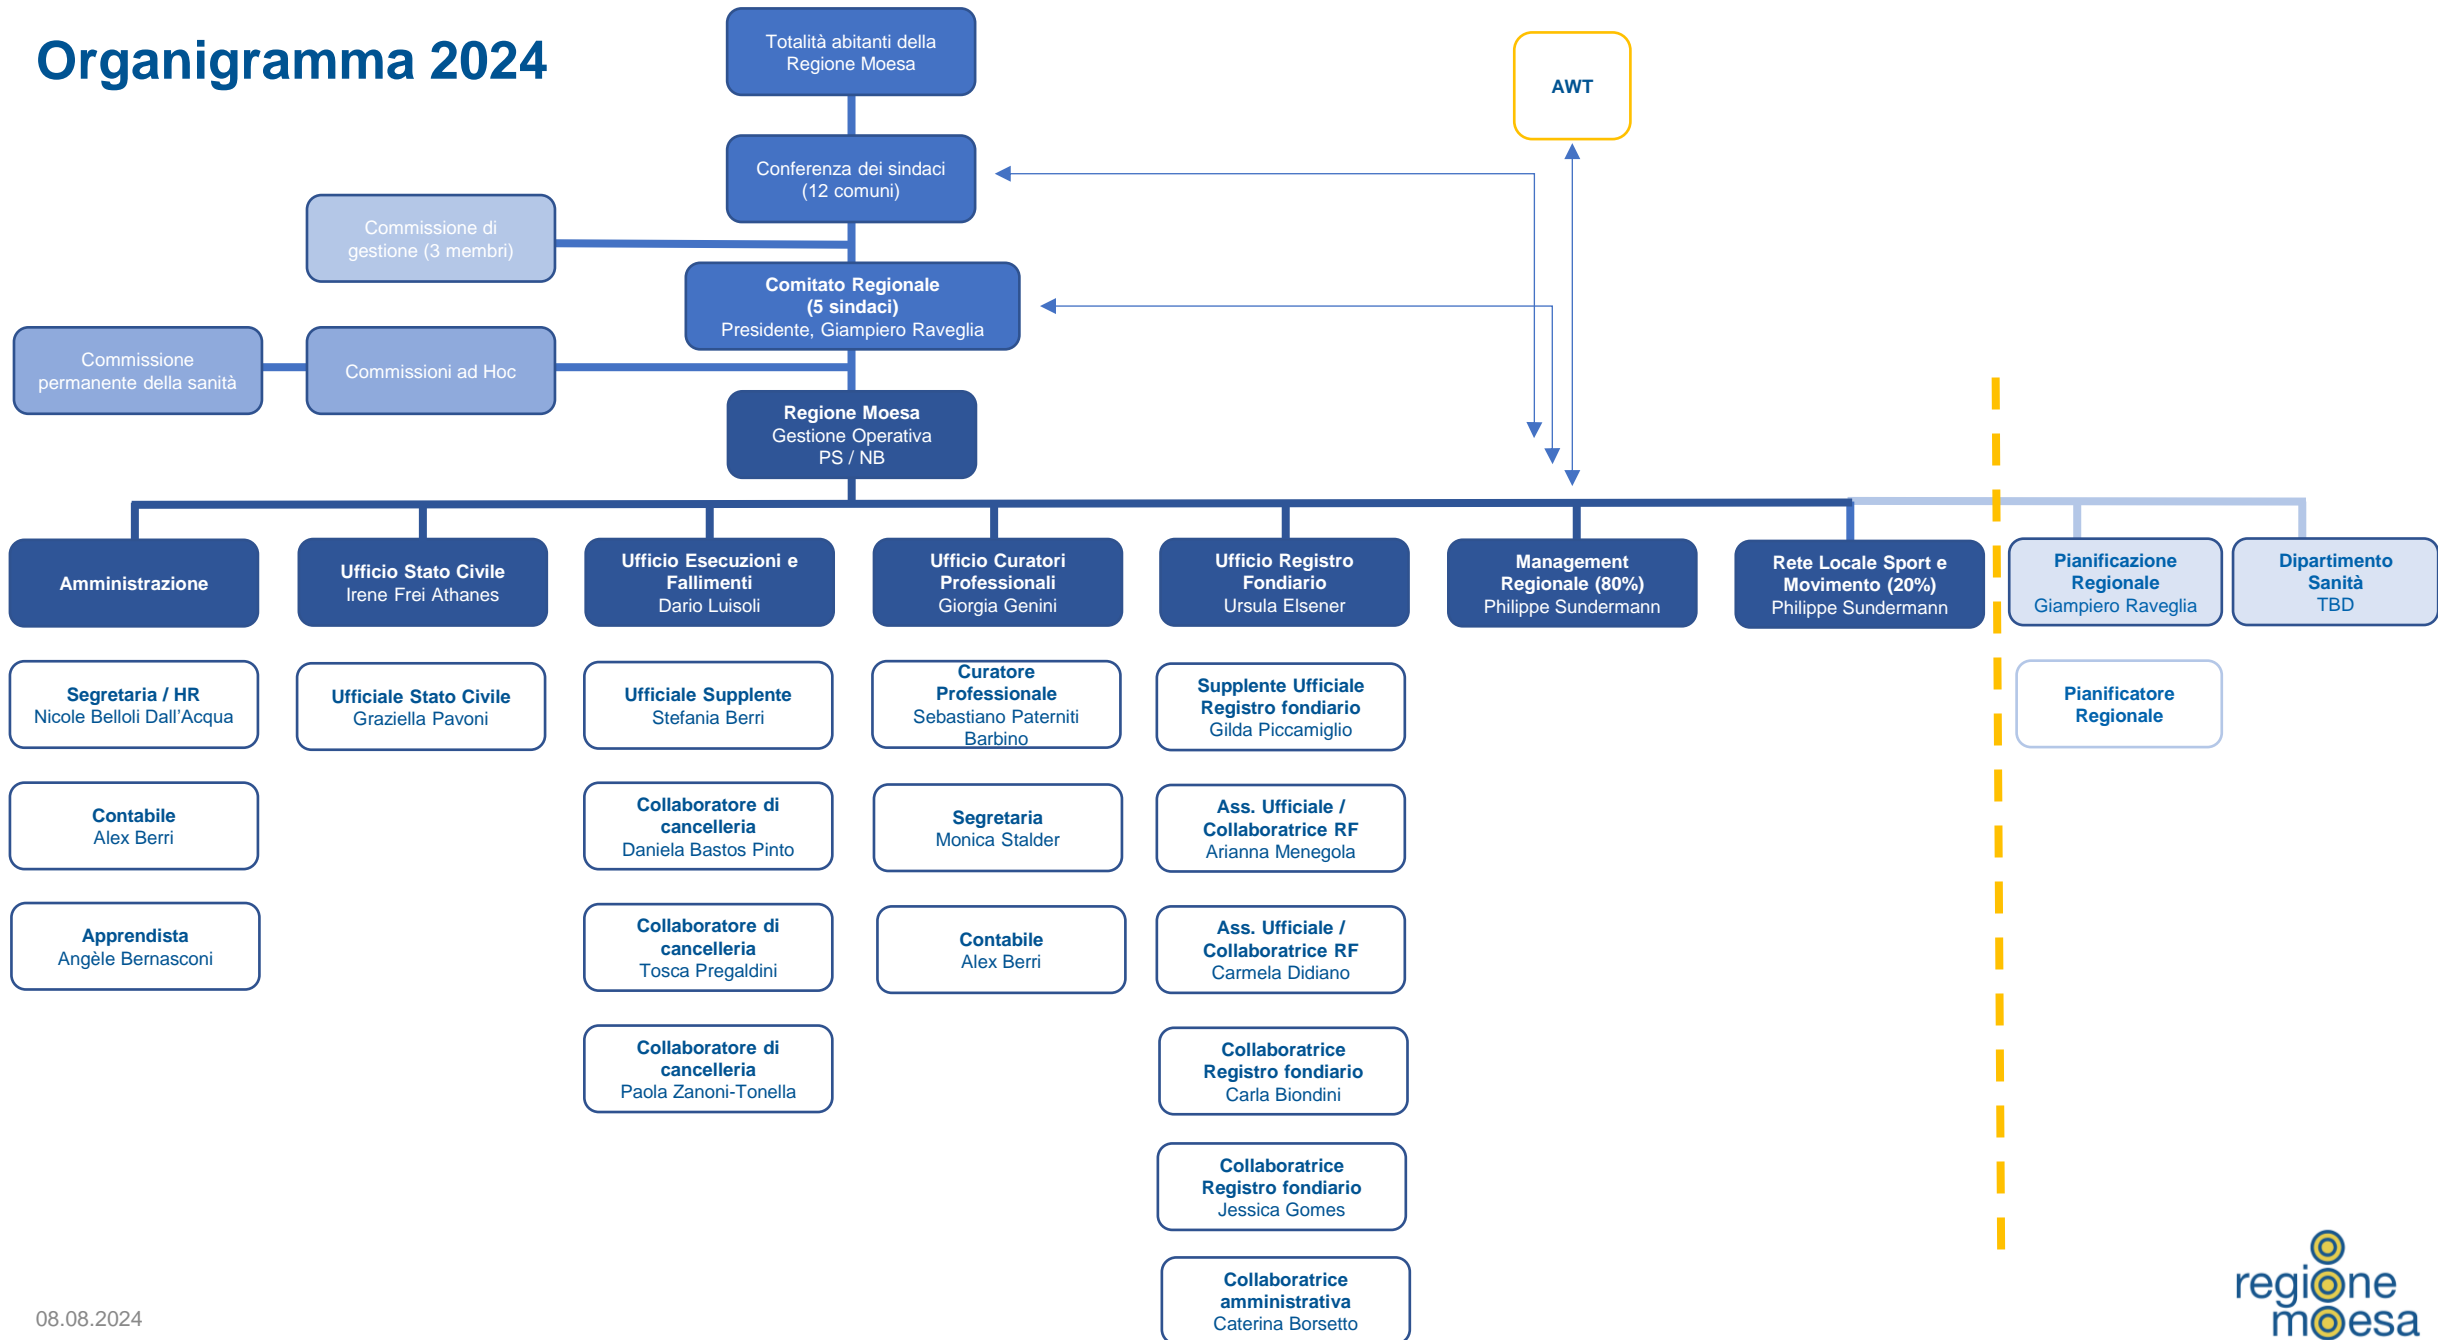 Organigramma 2024
Totalità abitanti della
Regione Moesa
AWT
Conferenza dei sindaci
(12 comuni)
Commissione di
gestione (3 membri)
Comitato Regionale
(5 sindaci)
Presidente, Giampiero Raveglia
Commissione
permanente della sanità
Commissioni ad Hoc
Regione Moesa
Gestione Operativa
PS / NB
Amministrazione
Ufficio Stato Civile
Irene Frei Athanes
Ufficio Esecuzioni e
Fallimenti
Dario Luisoli
Ufficio Curatori
Professionali
Giorgia Genini
Ufficio Registro
Fondiario
Ursula Elsener
Management
Regionale (80%)
Philippe Sundermann
Rete Locale Sport e
Movimento (20%)
Philippe Sundermann
Pianificazione
Regionale
Giampiero Raveglia
Dipartimento
Sanità
TBD
Segretaria / HR
Nicole Belloli Dall'Acqua
Ufficiale Stato Civile
Graziella Pavoni
Ufficiale Supplente
Stefania Berri
Curatore
Professionale
Sebastiano Paterniti
Barbino
Supplente Ufficiale
Registro fondiario
Gilda Piccamiglio
Pianificatore
Regionale
Contabile
Alex Berri
Collaboratore di
cancelleria
Daniela Bastos Pinto
Segretaria
Monica Stalder
Ass. Ufficiale /
Collaboratrice RF
Arianna Menegola
Apprendista
Angèle Bernasconi
Collaboratore di
cancelleria
Tosca Pregaldini
Contabile
Alex Berri
Ass. Ufficiale /
Collaboratrice RF
Carmela Didiano
Collaboratore di
cancelleria
Paola Zanoni-Tonella
Collaboratrice
Registro fondiario
Carla Biondini
Collaboratrice
Registro fondiario
Jessica Gomes
Collaboratrice
amministrativa
Caterina Borsetto
08.08.2024
regione
moesa